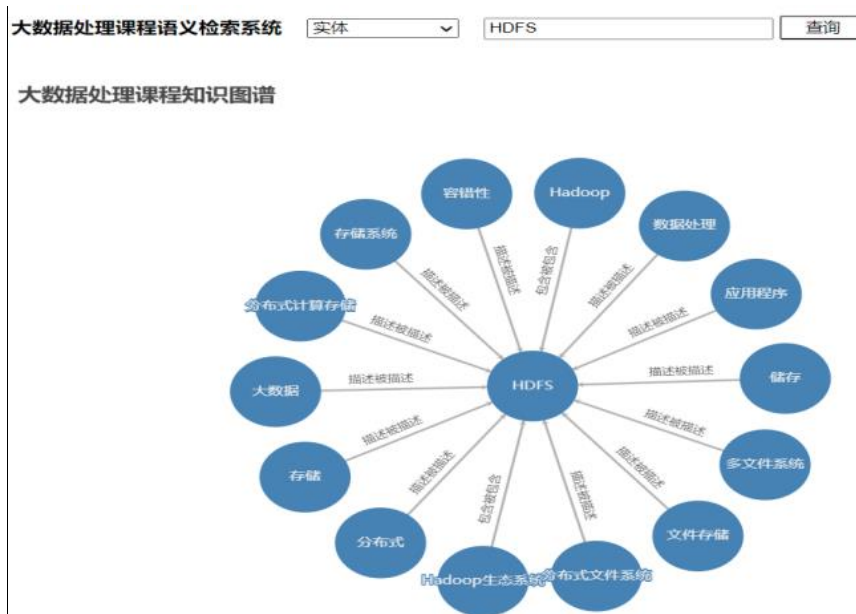 大数据处理课程语义检索系统 实体 HDFS 查询
大数据处理课程知识图谱
容错性
Hadoop
数据处理
存储系统
应用程序
分布式计算存储
大数据
HDFS
储存
存储
多文件系统
分布式
文件存储
Hadoop生态系统
分布式文件系统
描述被描述
包含被包含
描述被描述
描述被描述
描述被描述
描述被描述
描述被描述
描述被描述
描述被描述
描述被描述
描述被描述
描述被描述
包含被包含
描述被描述